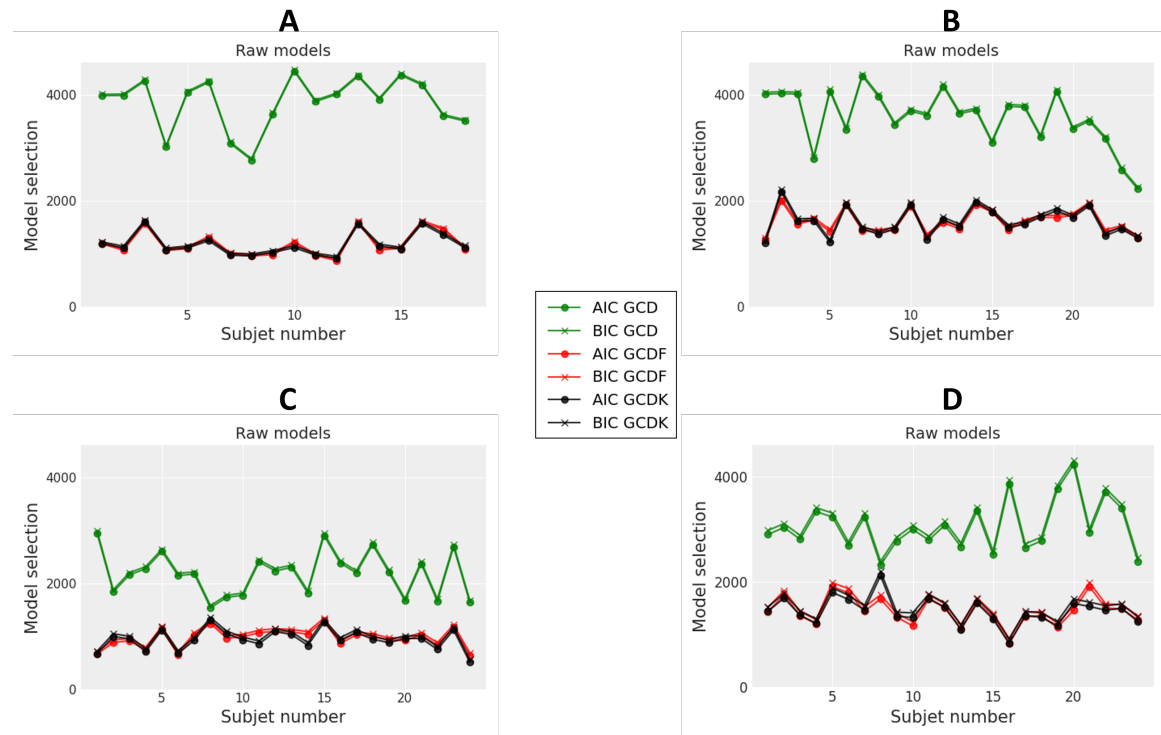 A
Raw models
Model selection
4000
2000
0
5
10
15
Subjet number
B
Raw models
Model selection
4000
2000
0
5
10
15
20
Subjet number
AIC GCD
BIC GCD
AIC GCDF
BIC GCDF
AIC GCDK
BIC GCDK
C
Raw models
Model selection
4000
2000
0
5
10
15
20
Subjet number
D
Raw models
Model selection
4000
2000
0
5
10
15
20
Subjet number